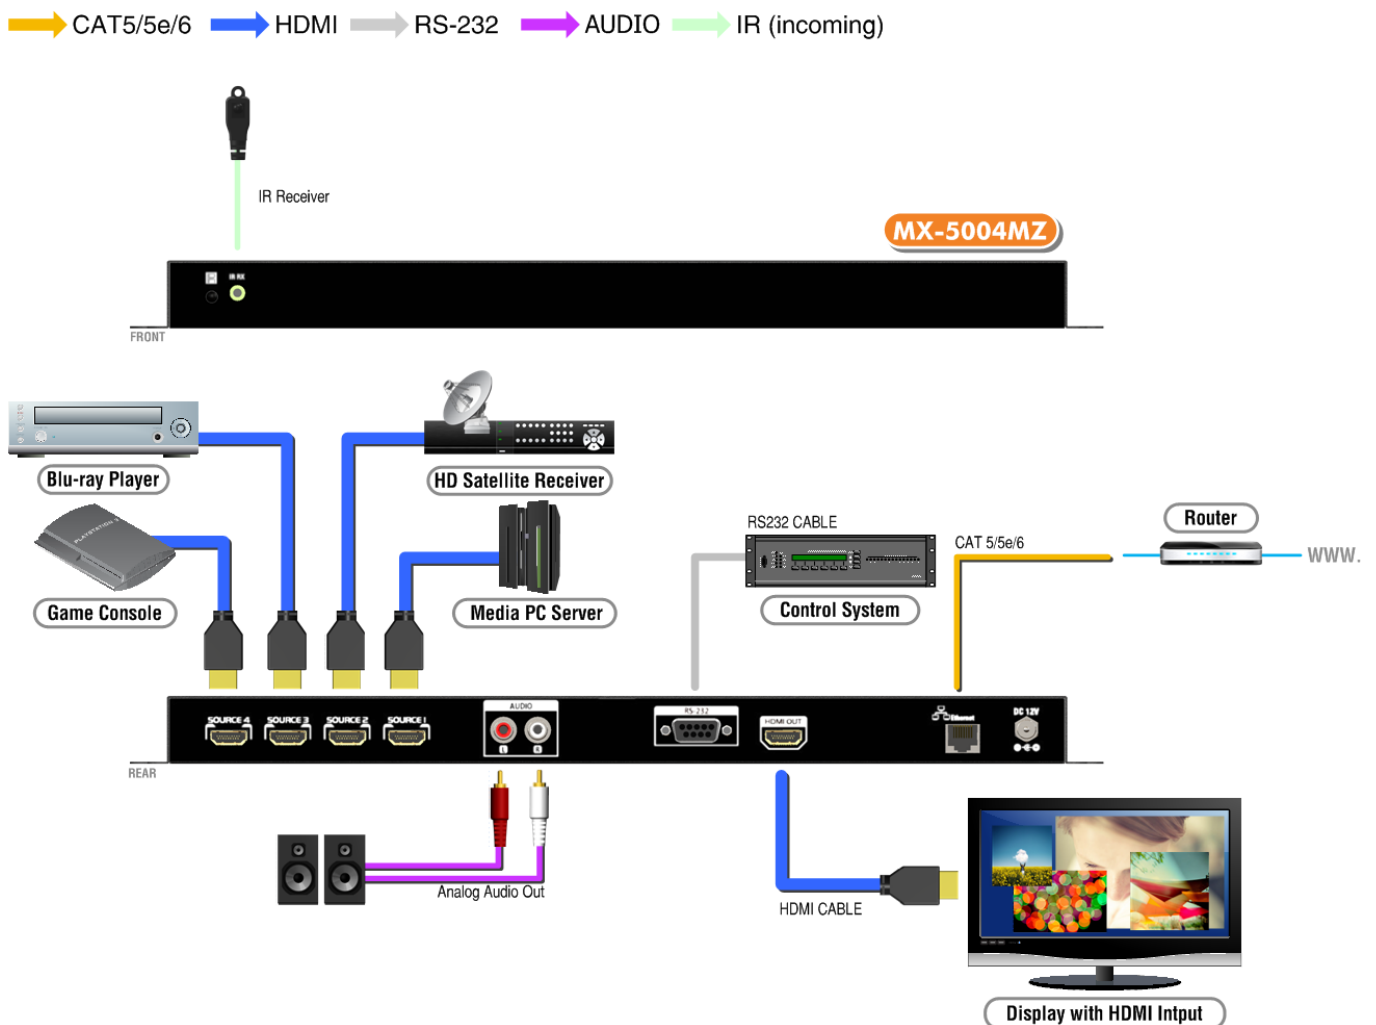 CAT5/5e/6 HDMI RS-232 AUDIO IR (incoming)
IR Receiver
MX-5004MZ
IR RX
FRONT
Blu-ray Player
HD Satellite Receiver
PLAYSTATION 3
Game Console
Media PC Server
RS232 CABLE
Control System
CAT 5/5e/6
Router
WWW.
SOURCE 4 SOURCE 3 SOURCE 2 SOURCE 1
AUDIO
L R
RS-232
HDMI OUT
Ethernet
DC 12V
REAR
Analog Audio Out
HDMI CABLE
Display with HDMI Intput